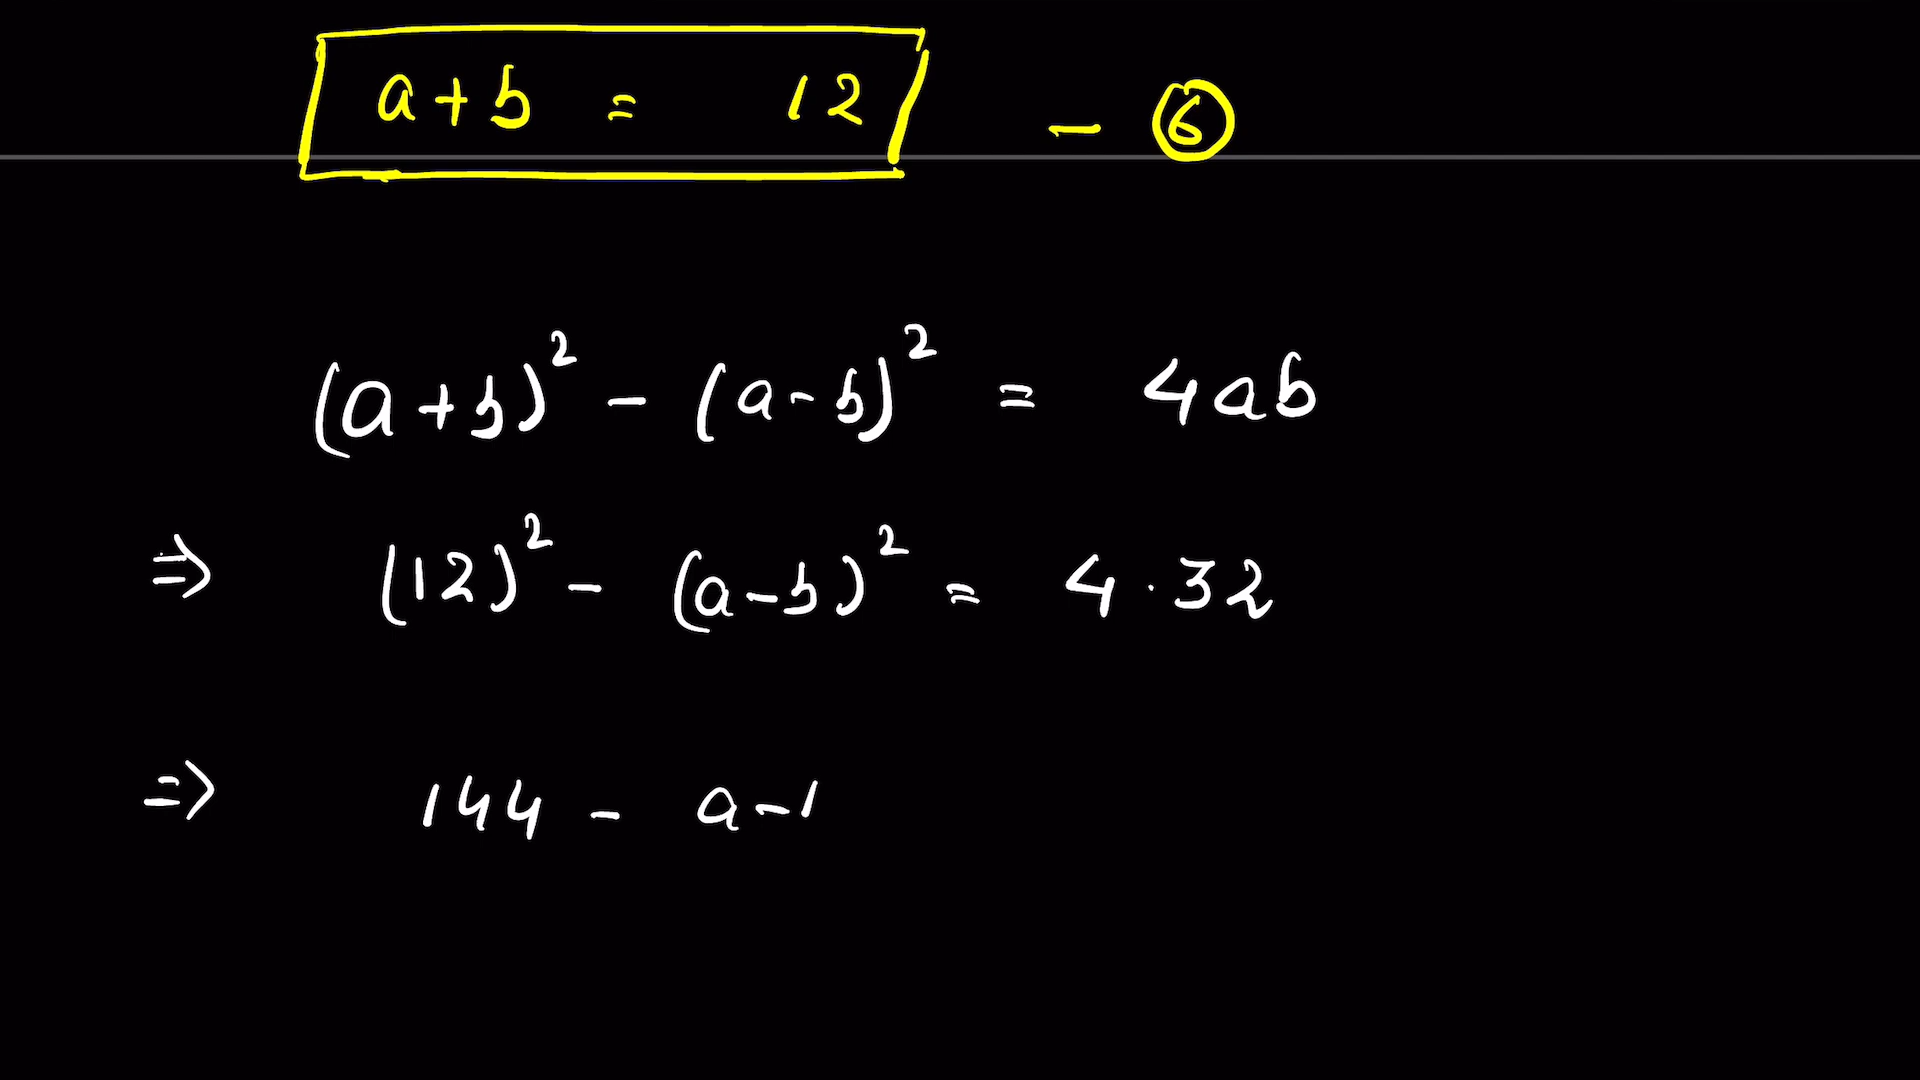 a+b = 12 - ⑥
(a+b)² - (a-b)² = 4ab
⇒ (12)² - (a-b)² = 4·32
⇒ 144 - a-1